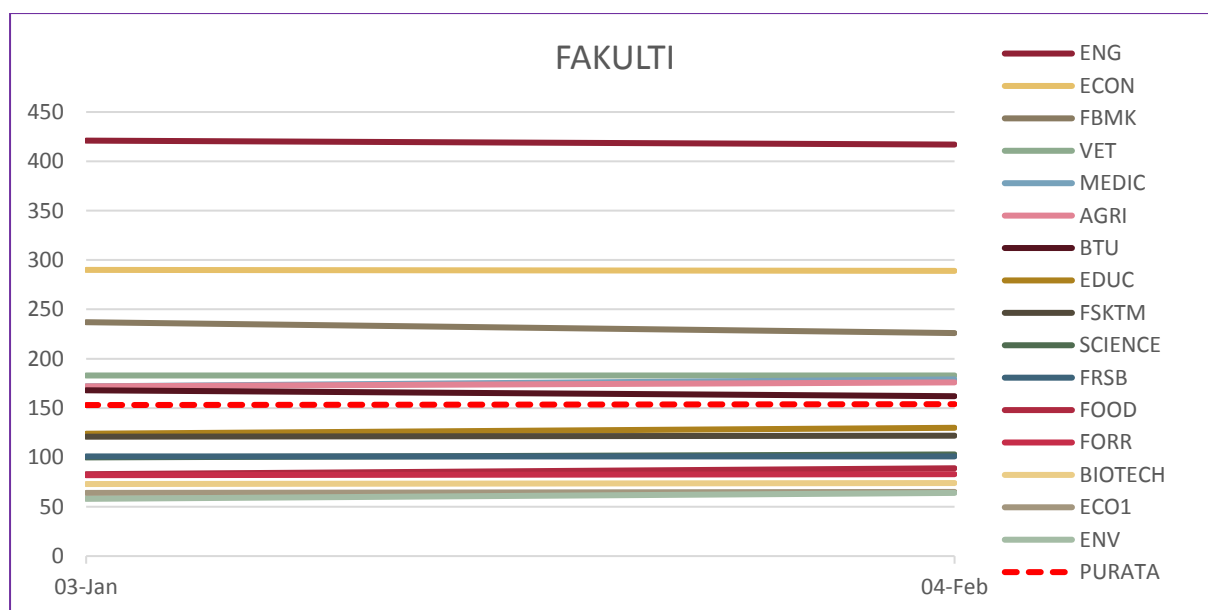 FAKULTI
450
400
350
300
250
200
150
100
50
0
03-Jan
04-Feb
ENG
ECON
FBMK
VET
MEDIC
AGRI
BTU
EDUC
FSKTM
SCIENCE
FRSB
FOOD
FORR
BIOTECH
ECO1
ENV
PURATA